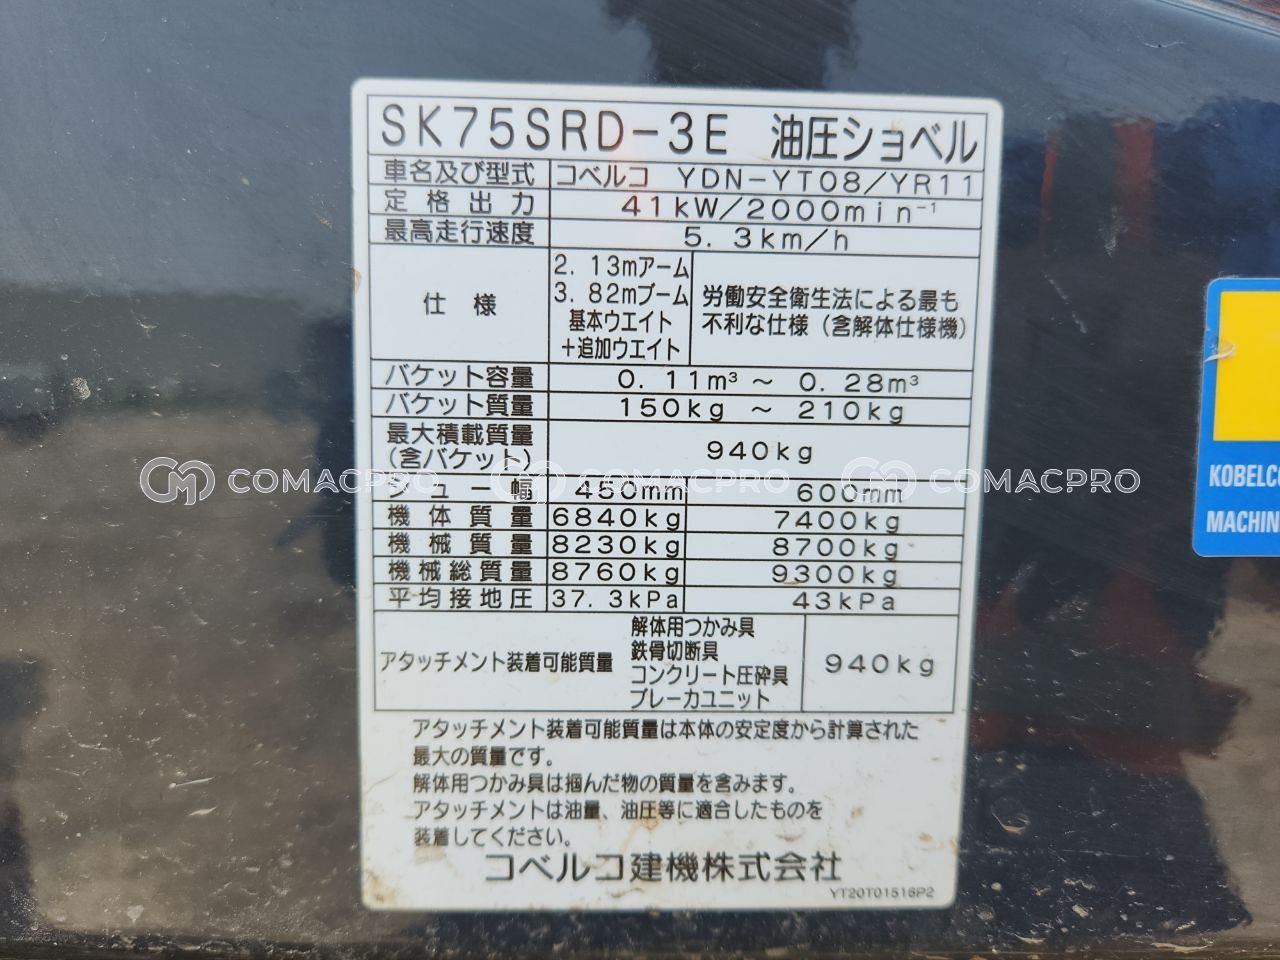 SK75SRD-3E 油圧ショベル
車名及び型式 コベルコ YDN-YT08/YR11
定格出力 41kW/2000min⁻¹
最高走行速度 5.3km/h
仕様
2.13mアーム
3.82mブーム
基本ウエイト
+追加ウエイト
労働安全衛生法による最も
不利な仕様(含解体仕様機)
バケット容量 0.11m³ ～ 0.28m³
バケット質量 150kg ～ 210kg
最大積載質量
(含バケット)
940kg
シュー幅 450mm 600mm
機体質量 6840kg 7400kg
機械質量 8230kg 8700kg
機械総質量 8760kg 9300kg
平均接地圧 37.3kPa 43kPa
アタッチメント装着可能質量
解体用つかみ具
鉄骨切断具
コンクリート圧砕具
ブレーカユニット
940kg
アタッチメント装着可能質量は本体の安定度から計算された
最大の質量です。
解体用つかみ具は掴んだ物の質量を含みます。
アタッチメントは油量、油圧等に適合したものを
装着してください。
コベルコ建機株式会社
YT20T01516P2
COMACPRO COMACPRO COMACPRO
KOBELCO
MACHIN